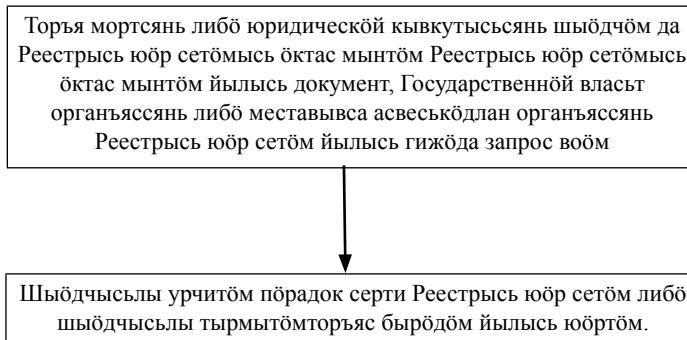 Торъя мортсянь либӧ юридическӧй кывкутысьсянь шыӧдчӧм да
Реестрысь юӧр сетӧмысь ӧктас мынтӧм Реестрысь юӧр сетӧмысь
ӧктас мынтӧм йылысь документ, Государственнӧй власьт
органъяссянь либӧ меставывса асвеськӧдлан органъяссянь
Реестрысь юӧр сетӧм йылысь гижӧда запрос воӧм
Шыӧдчысьлы урчитӧм пӧрадок серти Реестрысь юӧр сетӧм либӧ
шыӧдчысьлы тырмытӧмторъяс бырӧдӧм йылысь юӧртӧм.